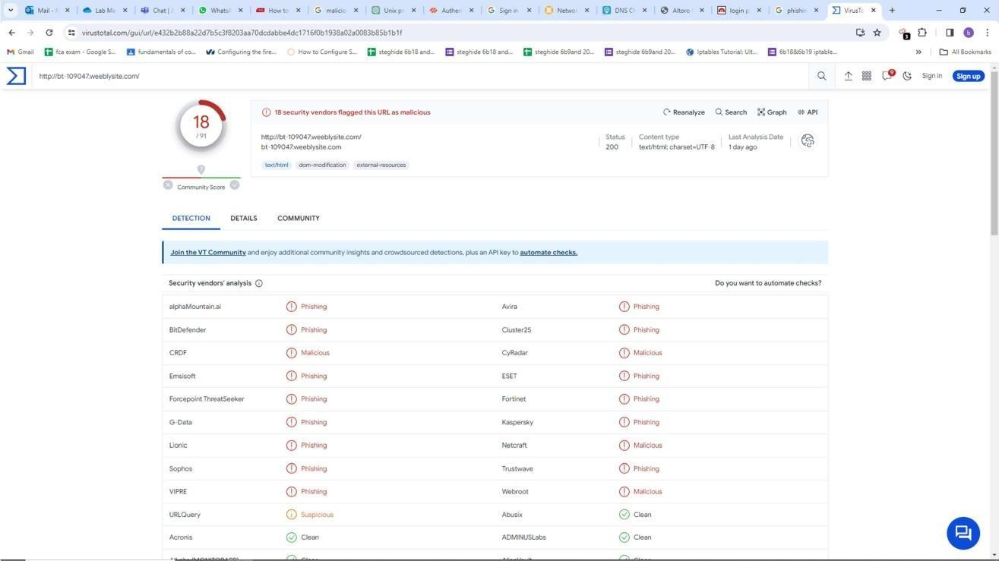 Mail - R
Lab Ma
Chat | J
WhatsA
How to
malicio
Unix pr
Authen
Sign in
Networ
DNS Ch
Altoro
login p
phishin
VirusTo
virustotal.com/gui/url/e432b2b88a22d7b5c3f8203aa70dcdabbe4dc1716f0b1938a02a0083b85b1b1f
3
b
Gmail
fca exam - Google S...
fundamentals of co...
Configuring the fire...
How to Configure S...
steghide 6b18 and...
steghide 6b18 and...
steghide 6b9and 20...
steghide 6b9and 20...
Iptables Tutorial: Ult...
6b18&6b19 iptable...
»
All Bookmarks
http://bt-109047.weeblysite.com/
9
Sign in
Sign up
18
/ 91
Community Score
18 security vendors flagged this URL as malicious
Reanalyze
Search
Graph
API
http://bt-109047.weeblysite.com/
bt-109047.weeblysite.com
Status
200
Content type
text/html; charset=UTF-8
Last Analysis Date
1 day ago
text/html
dom-modification
external-resources
DETECTION
DETAILS
COMMUNITY
Join the VT Community and enjoy additional community insights and crowdsourced detections, plus an API key to automate checks.
Security vendors' analysis
Do you want to automate checks?
alphaMountain.ai Phishing Avira Phishing
BitDefender Phishing Cluster25 Phishing
CRDF Malicious CyRadar Malicious
Emsisoft Phishing ESET Phishing
Forcepoint ThreatSeeker Phishing Fortinet Phishing
G-Data Phishing Kaspersky Phishing
Lionic Phishing Netcraft Malicious
Sophos Phishing Trustwave Phishing
VIPRE Phishing Webroot Malicious
URLQuery Suspicious Abusix Clean
Acronis Clean ADMINUSLabs Clean